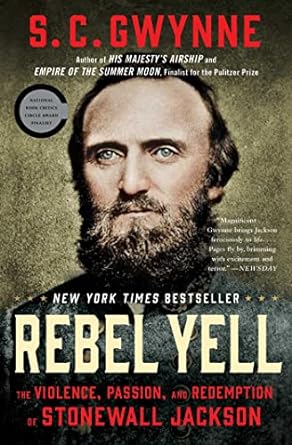 S. C. GWYNNE
Author of HIS MAJESTY'S AIRSHIP and
EMPIRE OF THE SUMMER MOON, Finalist for the Pulitzer Prize
NATIONAL
BOOK CRITICS
CIRCLE AWARD
FINALIST
"Magnificent . . .
Gwynne brings Jackson
ferociously to life. . . .
Pages fly by, brimming
with excitement and
terror." —NEWSDAY
NEW YORK TIMES BESTSELLER
REBEL YELL
THE VIOLENCE, PASSION, AND REDEMPTION
OF STONEWALL JACKSON